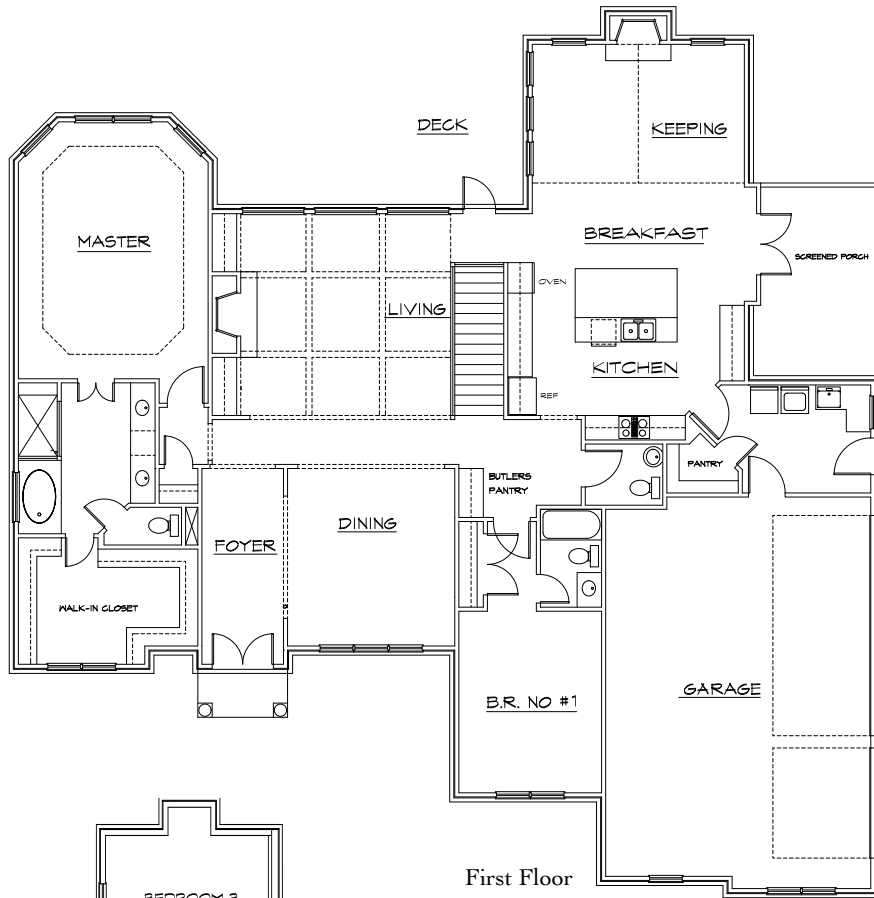 DECK
KEEPING
MASTER
BREAKFAST
SCREENED PORCH
OVEN
LIVING
KITCHEN
REF
PANTRY
BUTLERS
PANTRY
DINING
FOYER
WALK-IN CLOSET
B.R. NO #1
GARAGE
First Floor